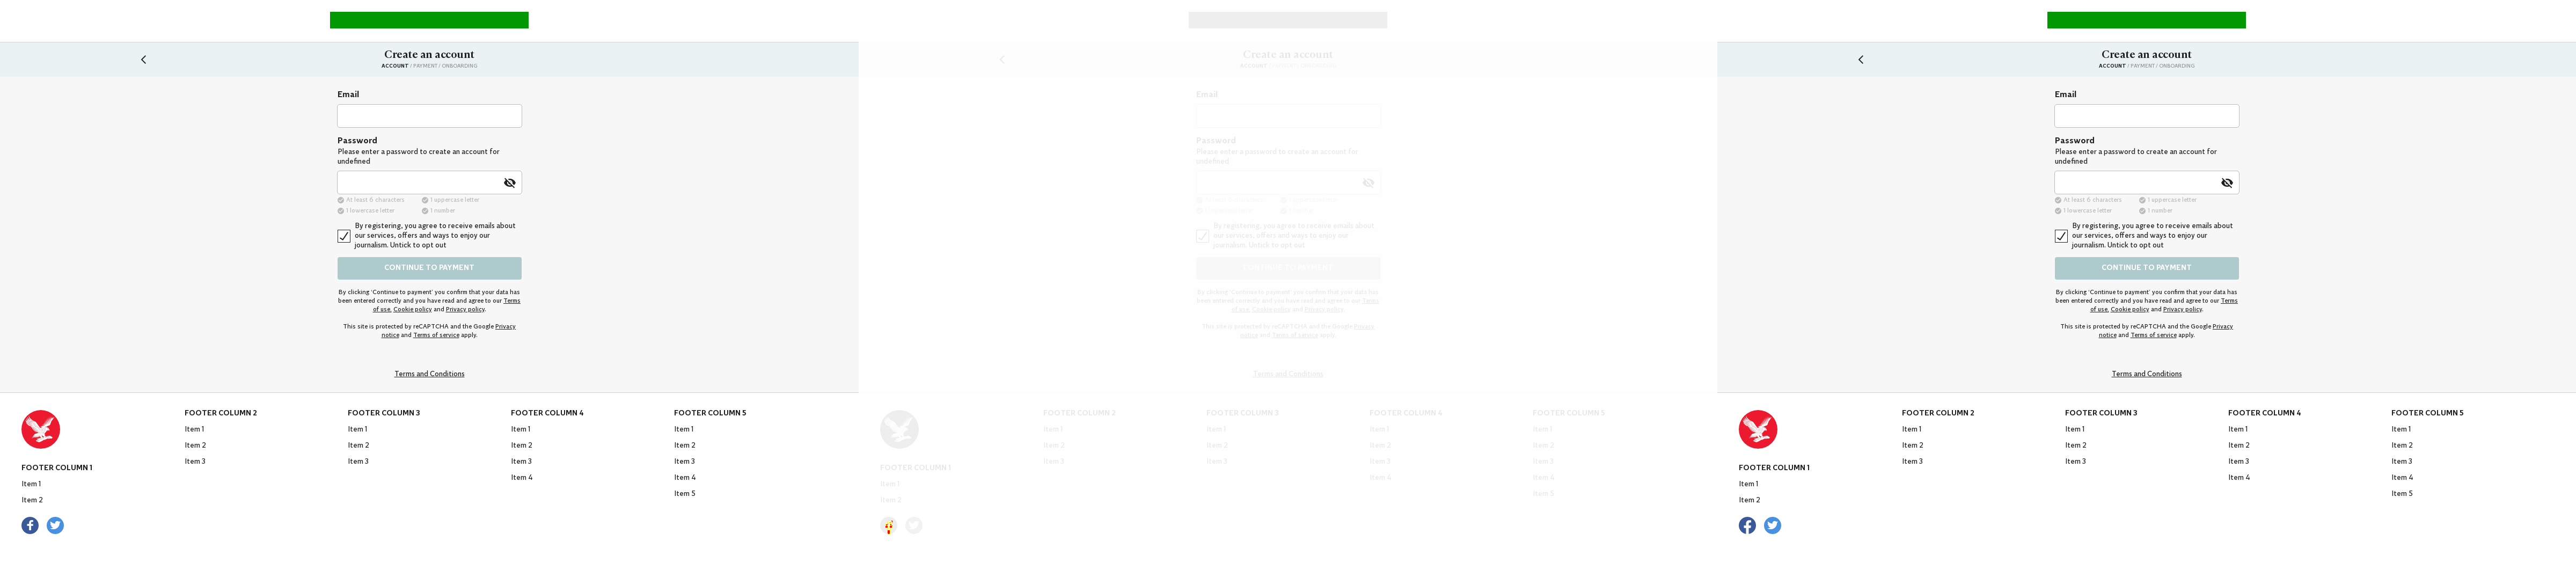 Create an account
ACCOUNT / PAYMENT / ONBOARDING
Email
Password
Please enter a password to create an account for
undefined
At least 6 characters
1 uppercase letter
1 lowercase letter
1 number
By registering, you agree to receive emails about
our services, offers and ways to enjoy our
journalism. Untick to opt out
CONTINUE TO PAYMENT
By clicking ‘Continue to payment’ you confirm that your data has
been entered correctly and you have read and agree to our Terms
of use, Cookie policy and Privacy policy.
This site is protected by reCAPTCHA and the Google Privacy
notice and Terms of service apply.
Terms and Conditions
FOOTER COLUMN 1
Item 1
Item 2
FOOTER COLUMN 2
Item 1
Item 2
Item 3
FOOTER COLUMN 3
Item 1
Item 2
Item 3
FOOTER COLUMN 4
Item 1
Item 2
Item 3
Item 4
FOOTER COLUMN 5
Item 1
Item 2
Item 3
Item 4
Item 5
Create an account
ACCOUNT
Email
Password
Please enter a password to create an account for
undefined
By registering, you agree to receive emails about
our services, offers and ways to enjoy our
journalism. Untick to opt out
By clicking ‘Continue to payment’ you confirm that your data has
been entered correctly and you have read and agree to our Terms
of use, Cookie policy and Privacy policy.
This site is protected by reCAPTCHA and the Google Privacy
notice and Terms of service apply.
Terms and Conditions
FOOTER COLUMN 1
Item 1
Item 2
FOOTER COLUMN 2
Item 1
Item 2
Item 3
FOOTER COLUMN 3
Item 1
Item 2
Item 3
FOOTER COLUMN 4
Item 1
Item 2
Item 3
Item 4
FOOTER COLUMN 5
Item 1
Item 2
Item 3
Item 4
Item 5
Create an account
ACCOUNT / PAYMENT / ONBOARDING
Email
Password
Please enter a password to create an account for
undefined
At least 6 characters
1 uppercase letter
1 lowercase letter
1 number
By registering, you agree to receive emails about
our services, offers and ways to enjoy our
journalism. Untick to opt out
CONTINUE TO PAYMENT
By clicking ‘Continue to payment’ you confirm that your data has
been entered correctly and you have read and agree to our Terms
of use, Cookie policy and Privacy policy.
This site is protected by reCAPTCHA and the Google Privacy
notice and Terms of service apply.
Terms and Conditions
FOOTER COLUMN 1
Item 1
Item 2
FOOTER COLUMN 2
Item 1
Item 2
Item 3
FOOTER COLUMN 3
Item 1
Item 2
Item 3
FOOTER COLUMN 4
Item 1
Item 2
Item 3
Item 4
FOOTER COLUMN 5
Item 1
Item 2
Item 3
Item 4
Item 5